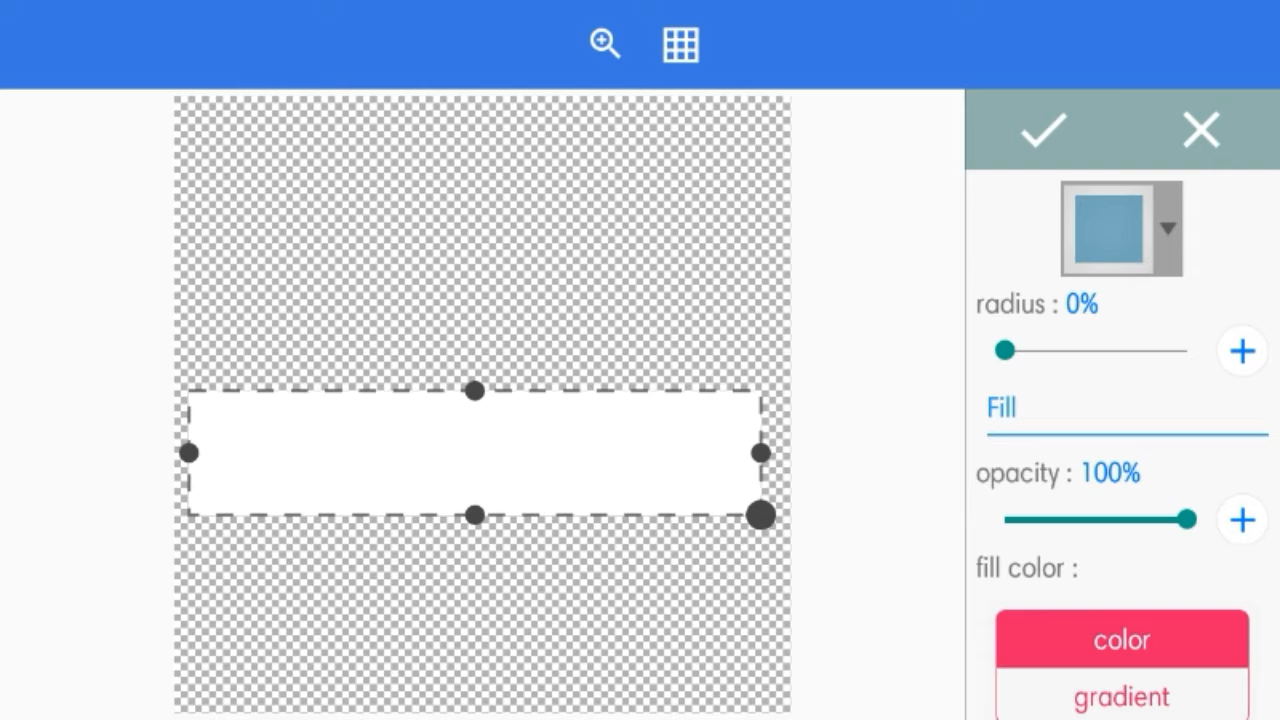 radius : 0%
Fill
opacity : 100%
fill color :
color
gradient